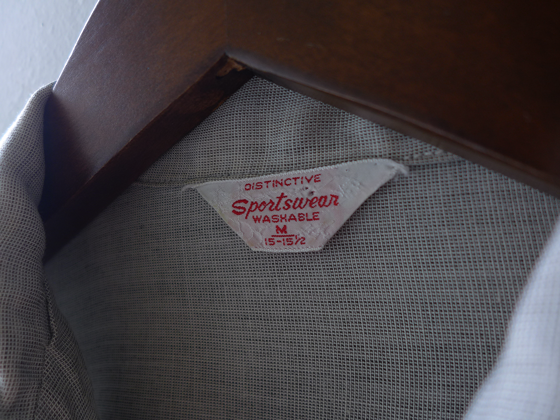 DISTINCTIVE
Sportswear
WASHABLE
M
15-15½